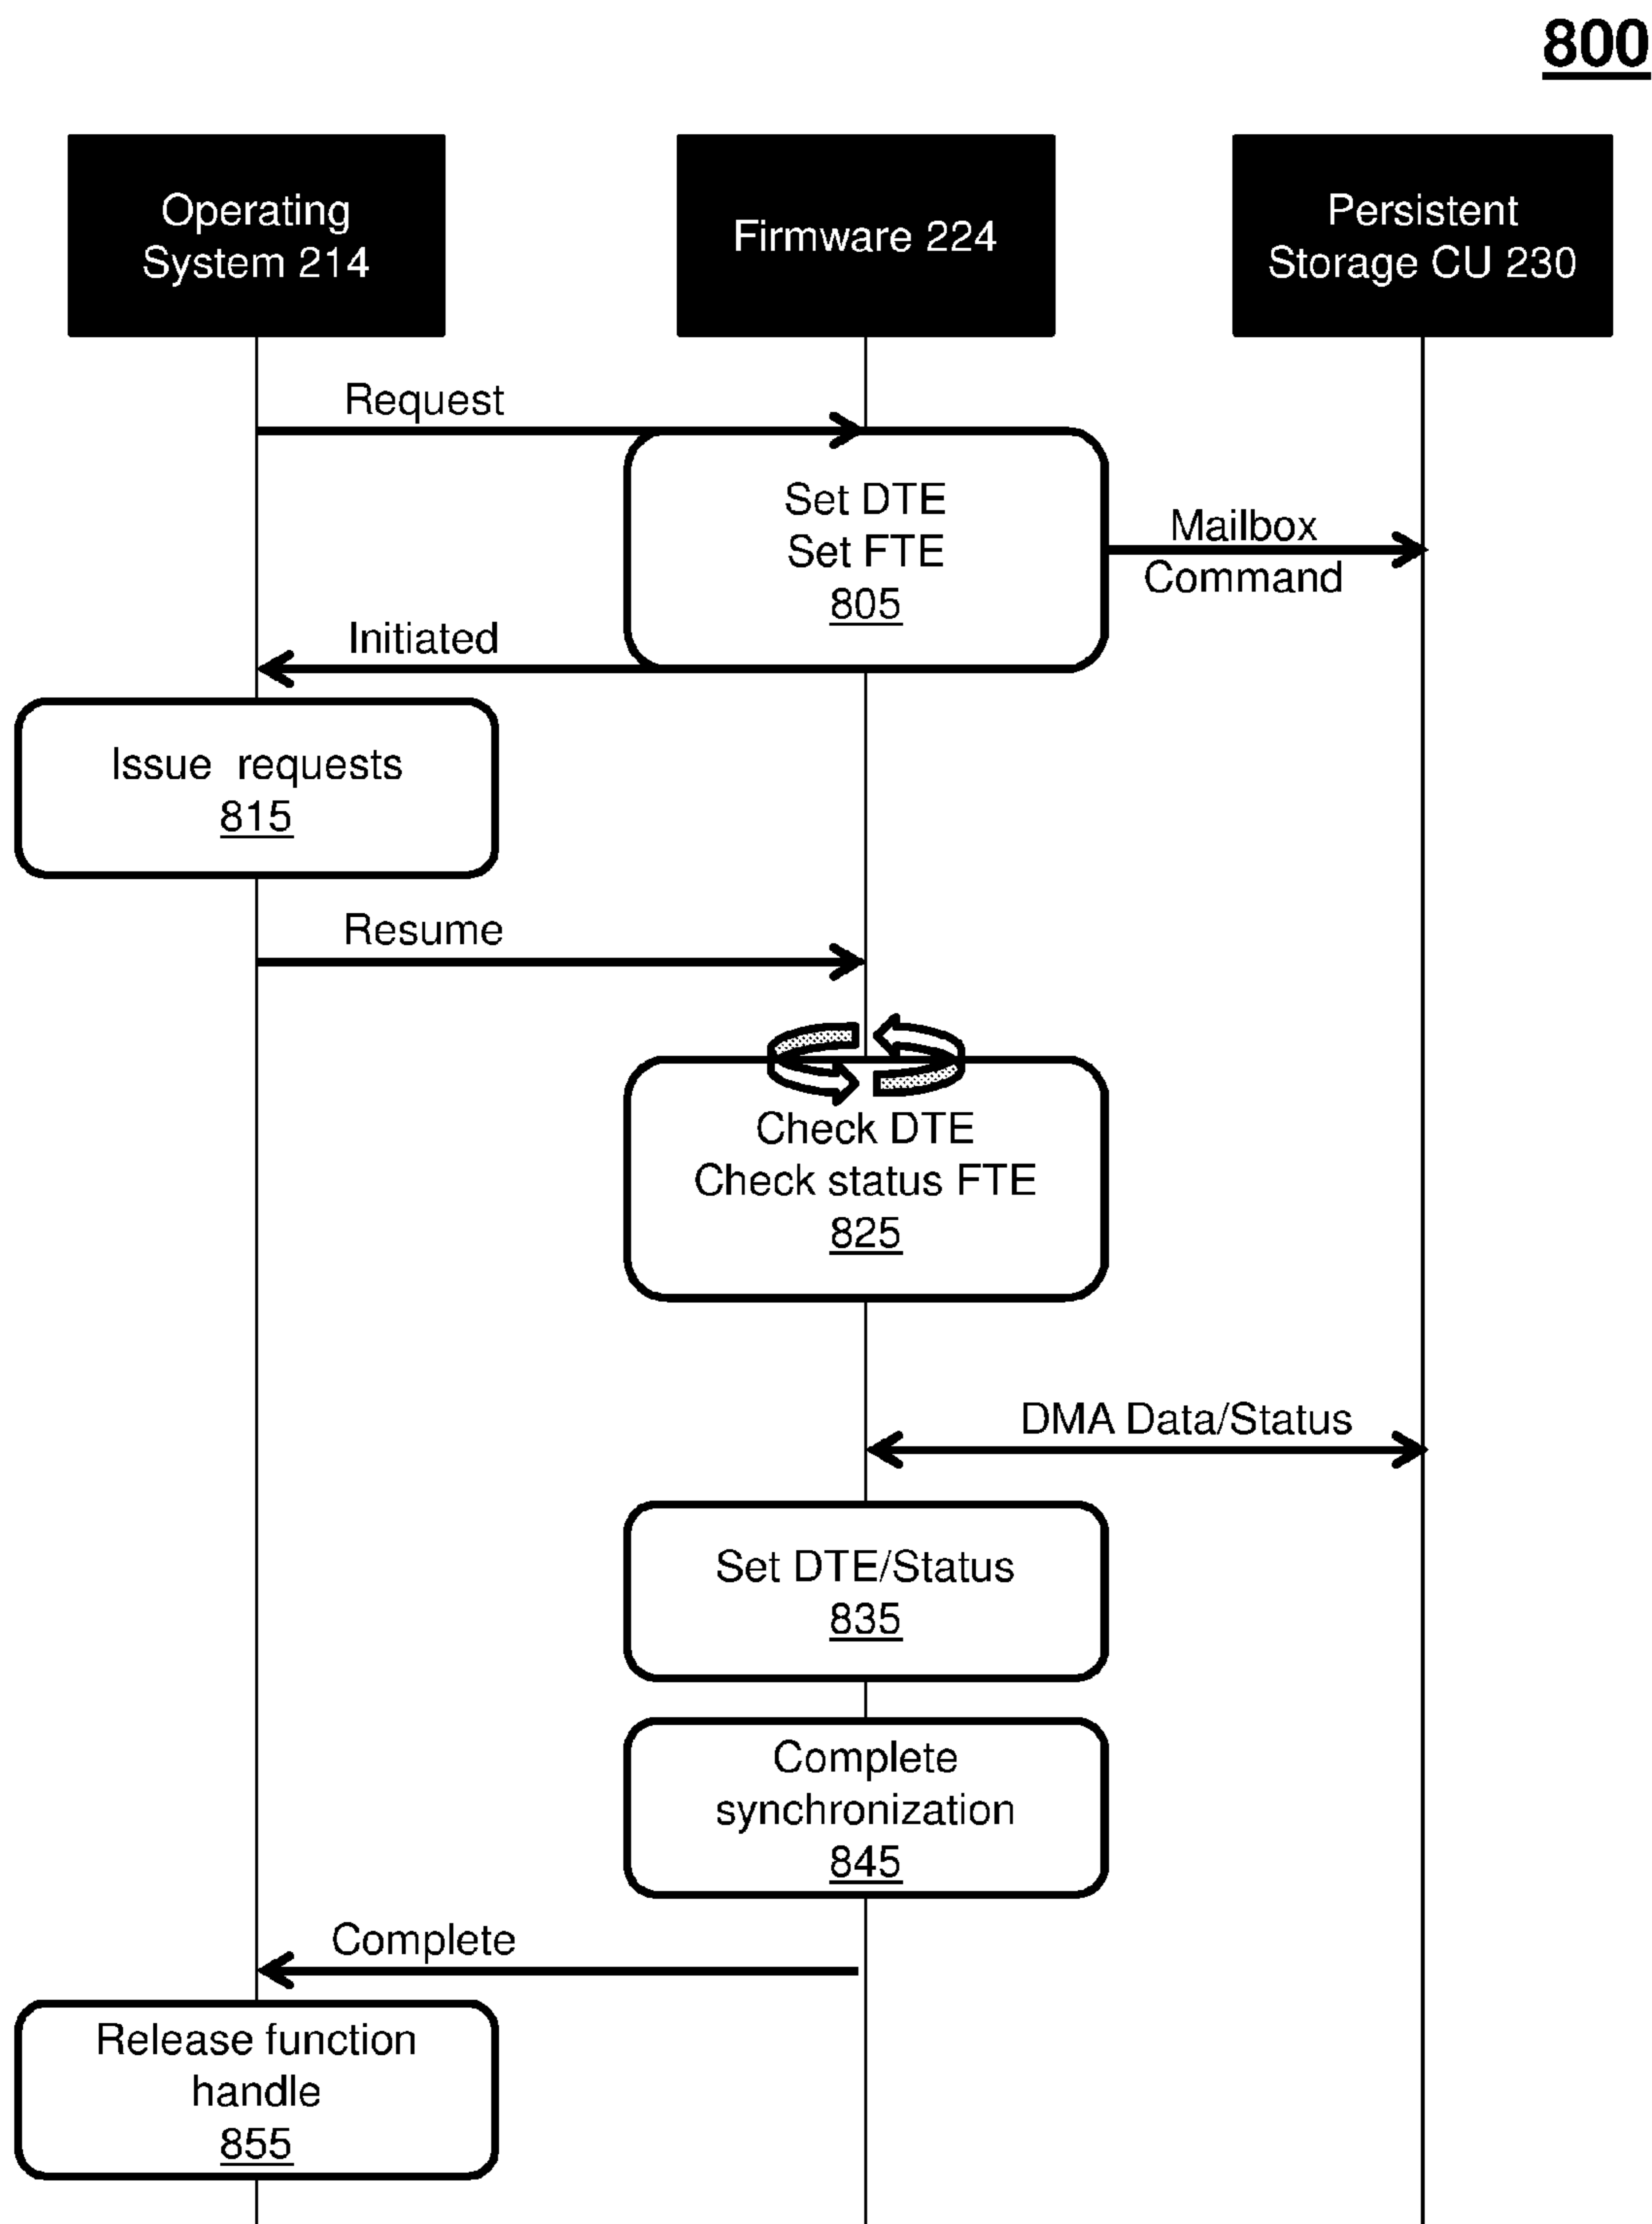 800
Operating
System 214
Firmware 224
Persistent
Storage CU 230
Request
Set DTE
Set FTE
805
Mailbox
Command
Initiated
Issue requests
815
Resume
Check DTE
Check status FTE
825
DMA Data/Status
Set DTE/Status
835
Complete
synchronization
845
Complete
Release function
handle
855